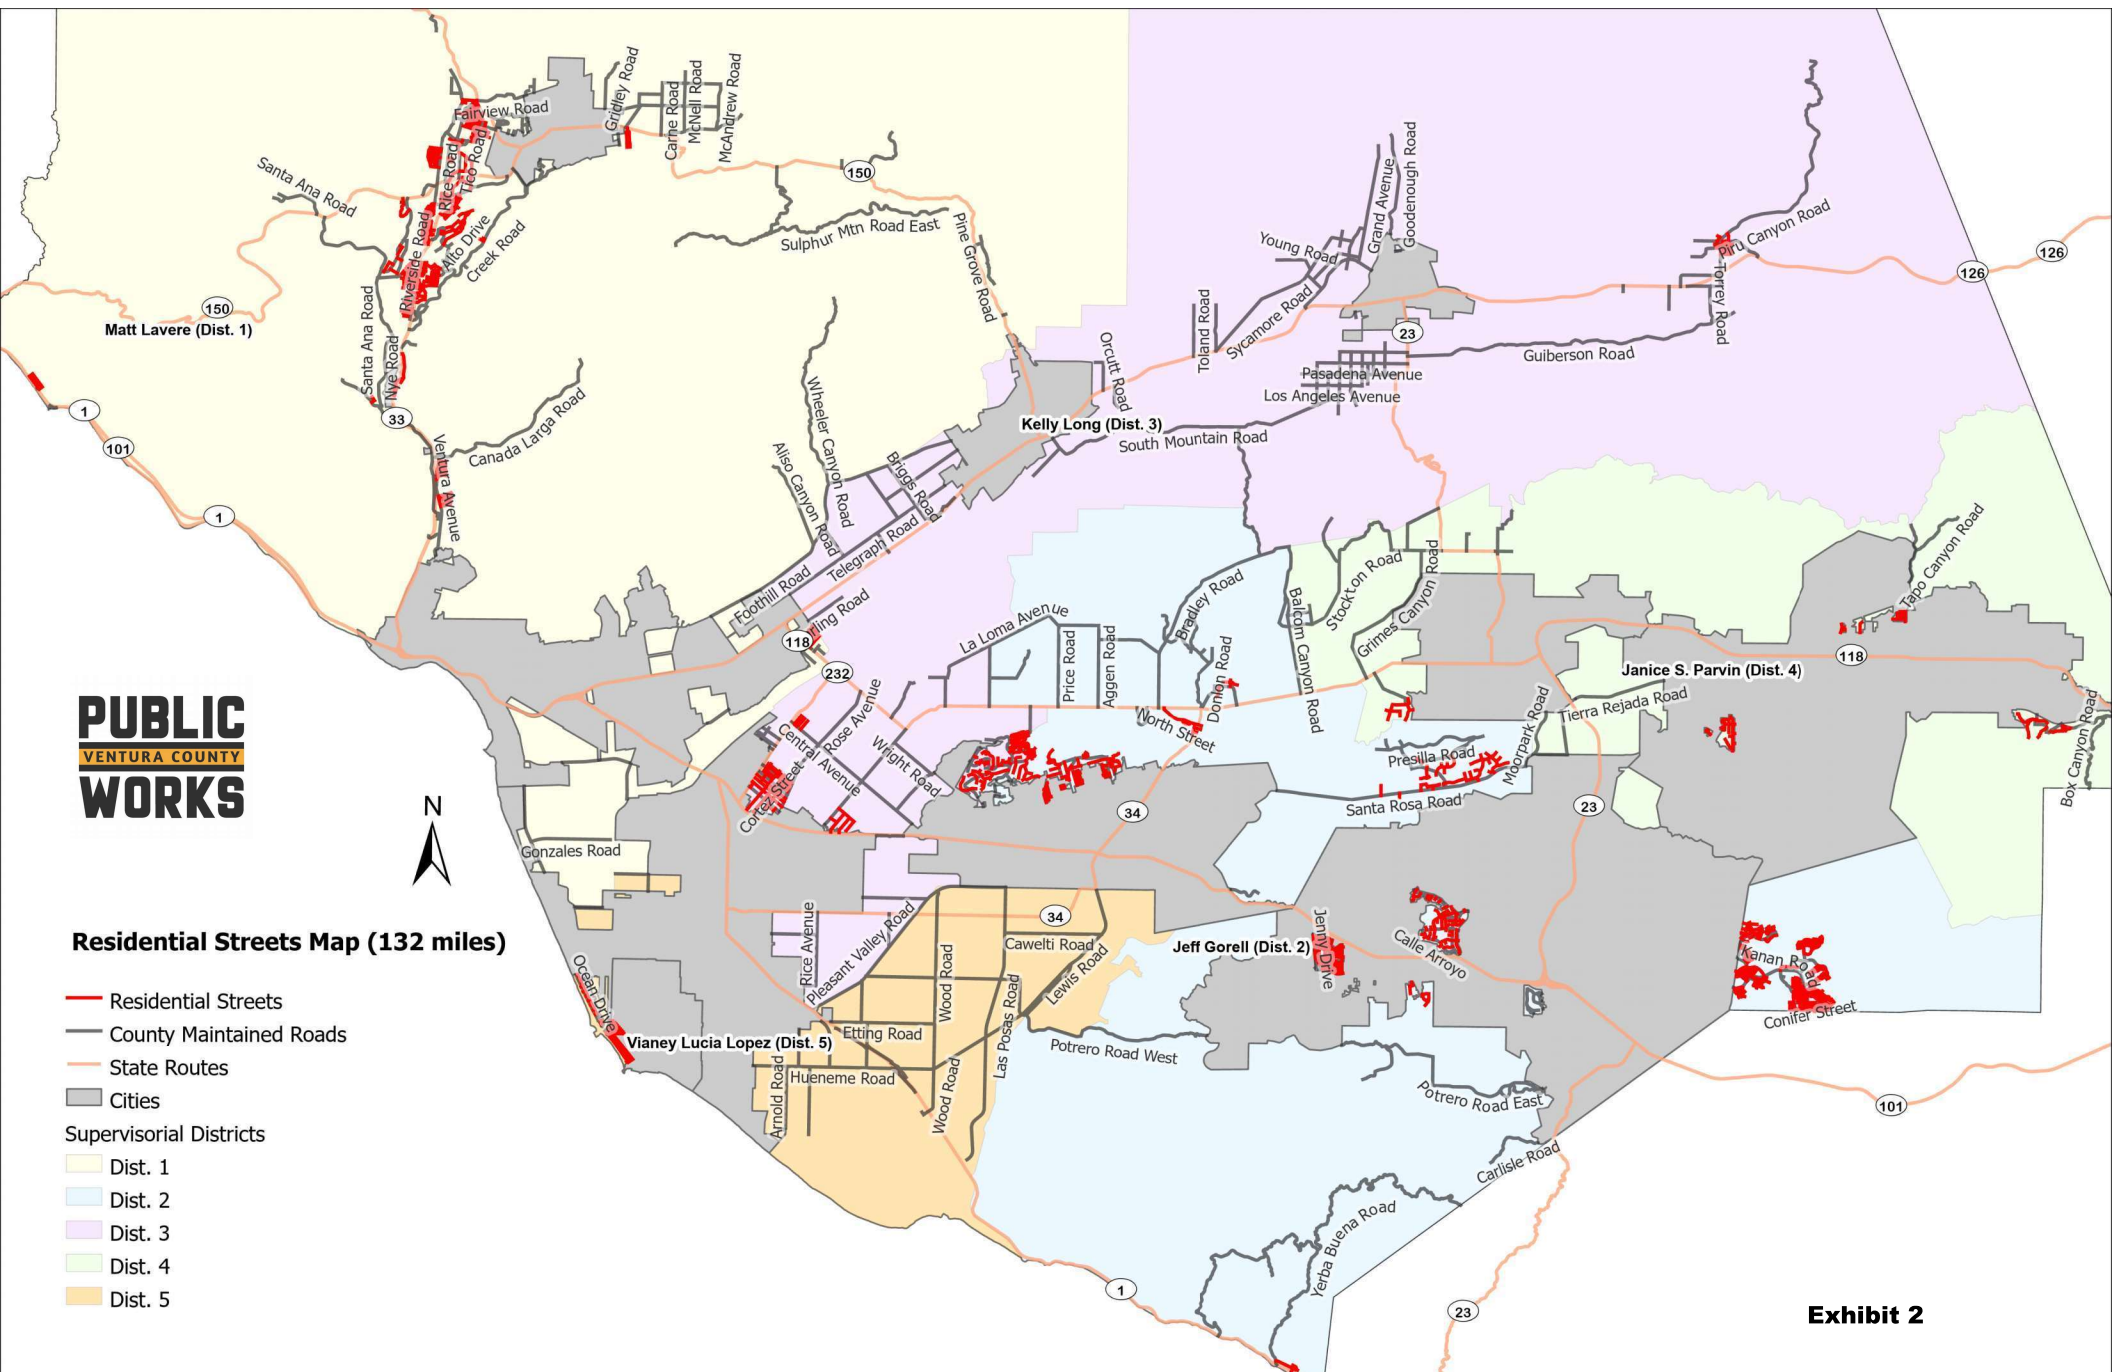 Fairview Road
Gridley Road
Carne Road
McNell Road
McAndrew Road
Rice Road
Tico Road
Santa Ana Road
150
Riverside Road
Alto Drive
Creek Road
Sulphur Mtn Road East
Pine Grove Road
Goodenough Road
Grand Avenue
Young Road
Piru Canyon Road
126
126
Torrey Road
150
Matt Lavere (Dist. 1)
Santa Ana Road
Nye Road
Toland Road
Sycamore Road
23
Guiberson Road
Pasadena Avenue
Los Angeles Avenue
Orcutt Road
Kelly Long (Dist. 3)
South Mountain Road
1
101
33
Canada Larga Road
Ventura Avenue
1
Wheeler Canyon Road
Aliso Canyon Road
Briggs Road
Telegraph Road
Foothill Road
118
232
La Loma Avenue
Price Road
Aggen Road
Bradley Road
Donlon Road
Balcom Canyon Road
Stockton Road
Grimes Canyon Road
Tapo Canyon Road
118
Janice S. Parvin (Dist. 4)
Tierra Rejada Road
Moorpark Road
Box Canyon Road
North Street
Presilla Road
Santa Rosa Road
23
34
Rose Avenue
Central Avenue
Wright Road
Cortez Street
PUBLIC
VENTURA COUNTY
WORKS
N
Gonzales Road
Rice Avenue
Pleasant Valley Road
34
Cawelti Road
Lewis Road
Wood Road
Las Posas Road
Jeff Gorell (Dist. 2)
Jenny Drive
Calle Arroyo
Kanan Road
Conifer Street
Residential Streets Map (132 miles)
Ocean Drive
Vianey Lucia Lopez (Dist. 5)
Etting Road
Hueneme Road
Arnold Road
Wood Road
Potrero Road West
Potrero Road East
101
Carlisle Road
Yerba Buena Road
1
23
Residential Streets
County Maintained Roads
State Routes
Cities
Supervisorial Districts
Dist. 1
Dist. 2
Dist. 3
Dist. 4
Dist. 5
Exhibit 2